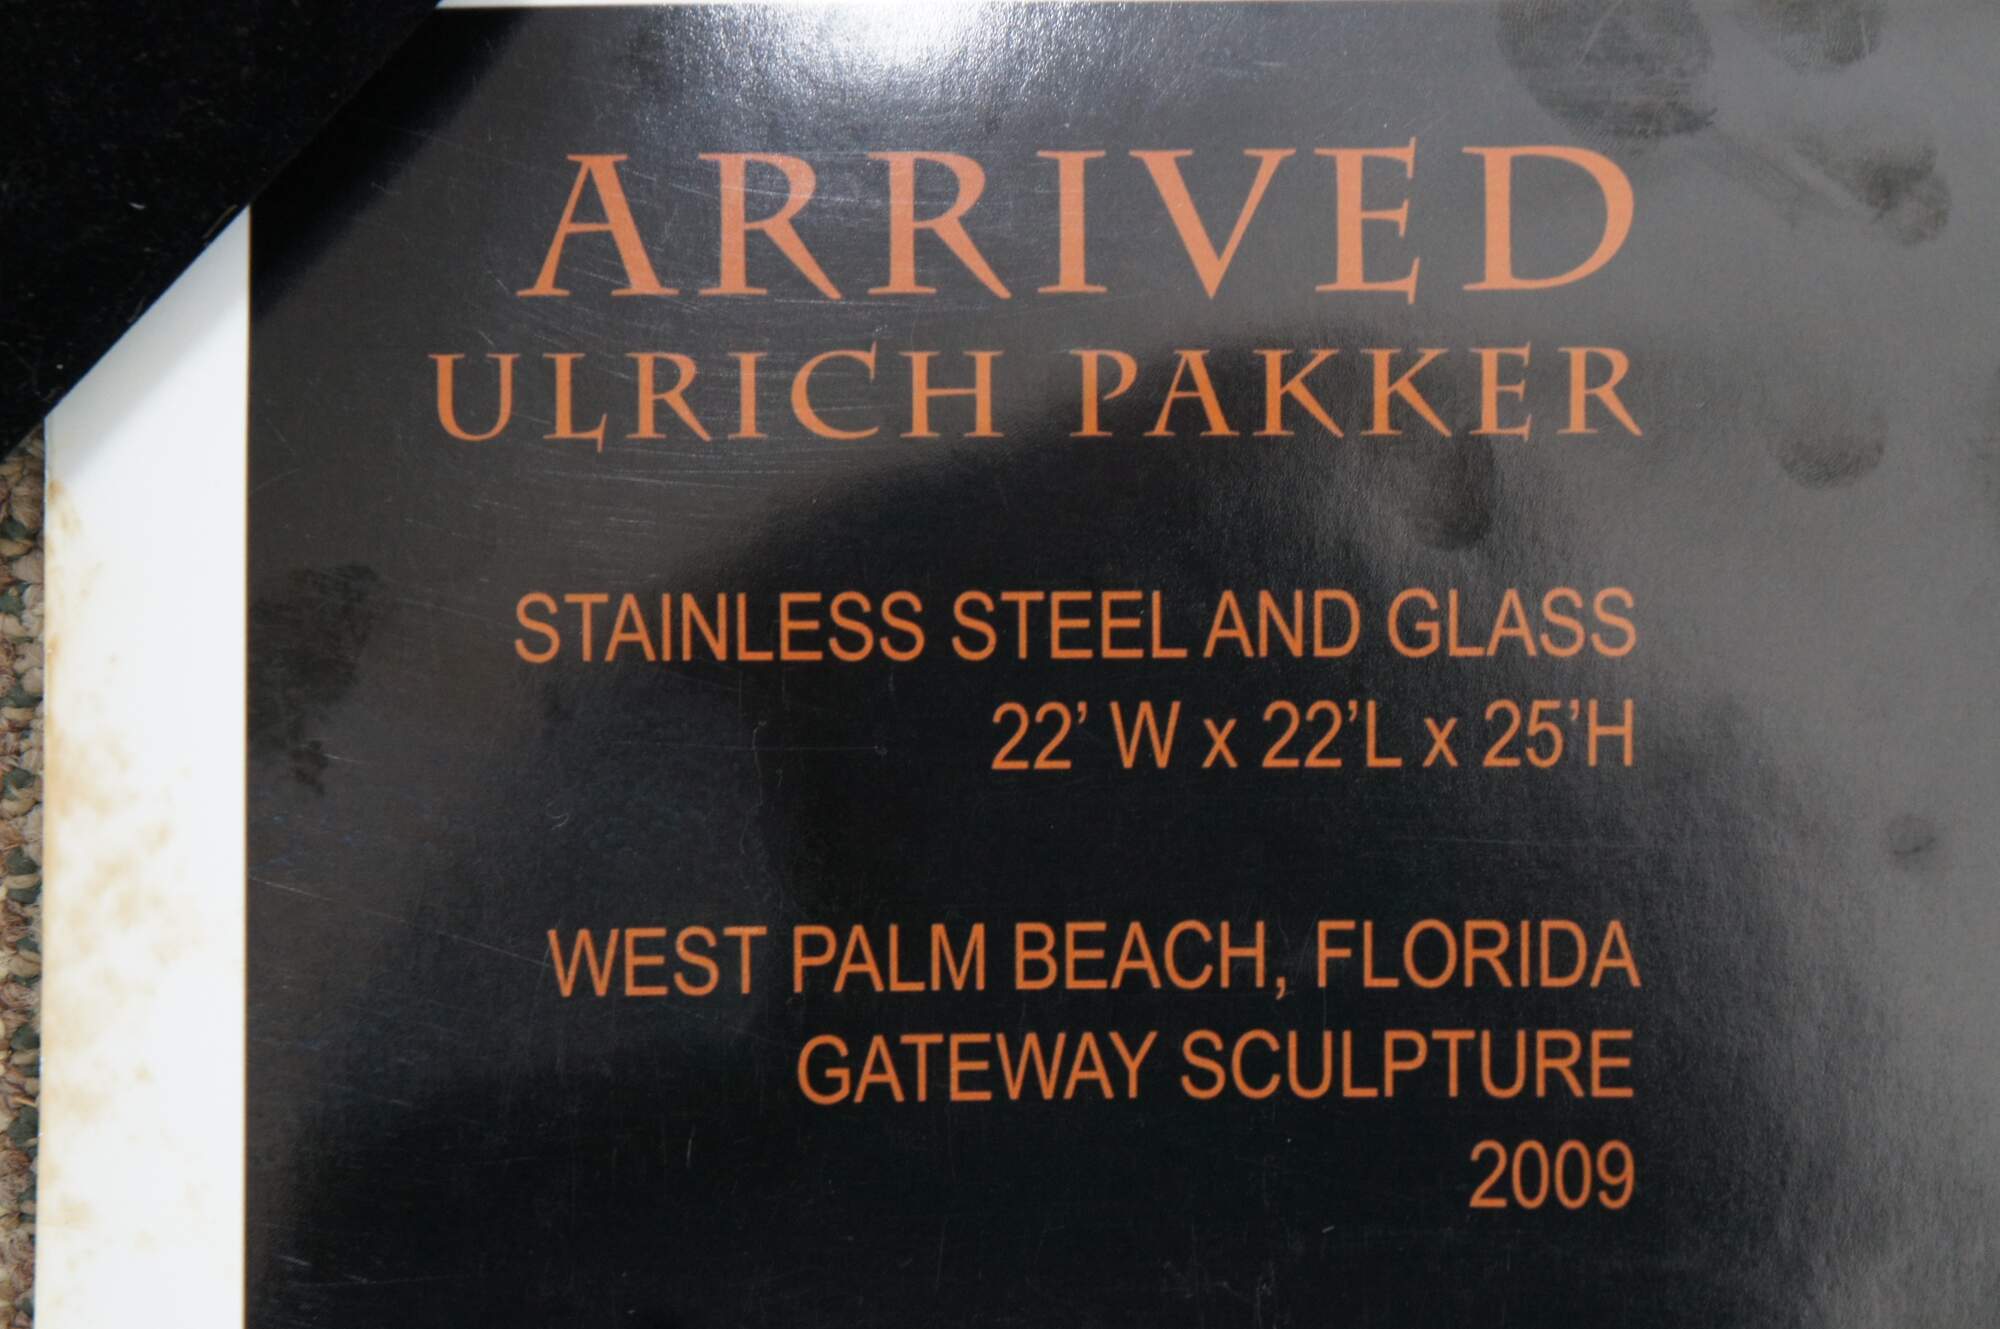 ARRIVED
ULRICH PAKKER
STAINLESS STEEL AND GLASS
22’ W x 22’L x 25’H
WEST PALM BEACH, FLORIDA
GATEWAY SCULPTURE
2009